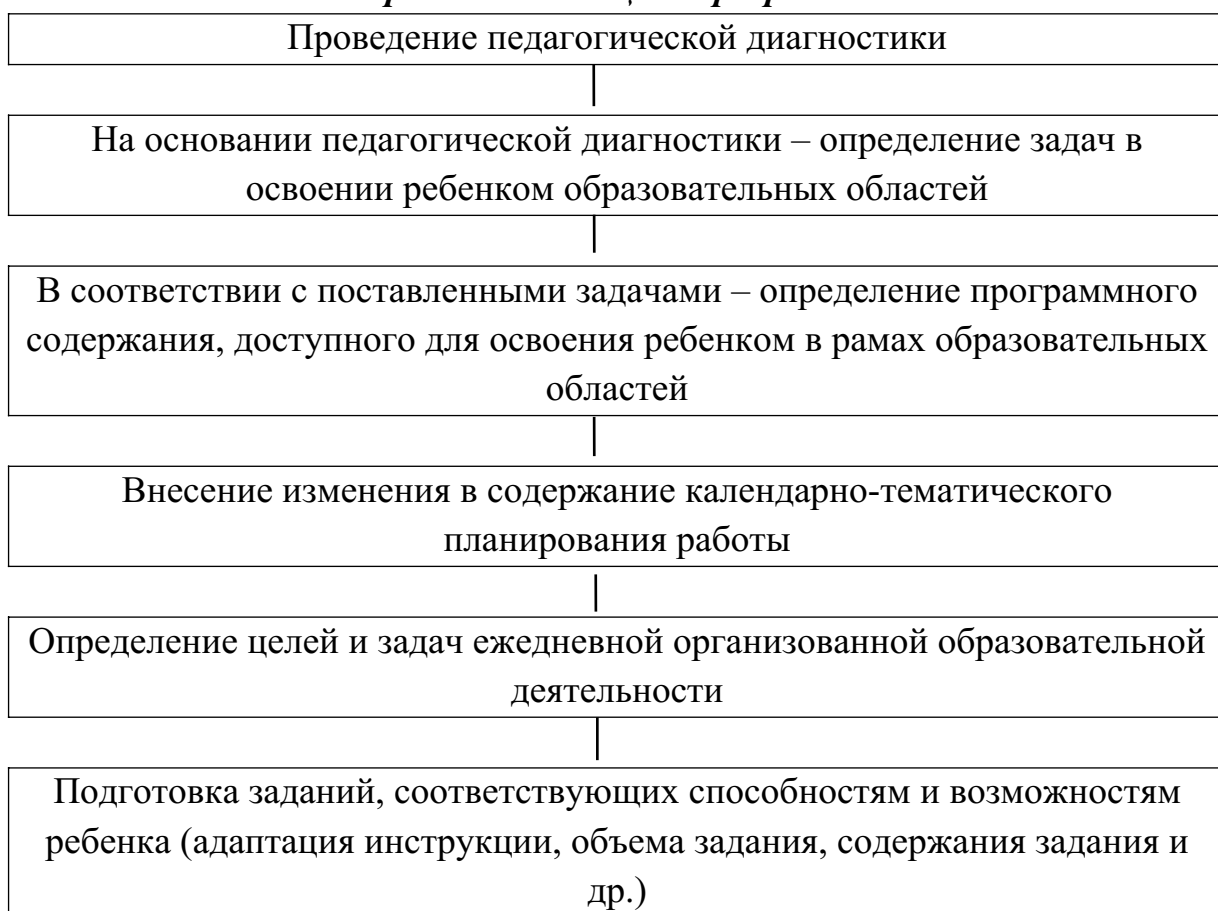 Проведение педагогической диагностики
На основании педагогической диагностики – определение задач в
освоении ребенком образовательных областей
В соответствии с поставленными задачами – определение программного
содержания, доступного для освоения ребенком в рамах образовательных
областей
Внесение изменения в содержание календарно-тематического
планирования работы
Определение целей и задач ежедневной организованной образовательной
деятельности
Подготовка заданий, соответствующих способностям и возможностям
ребенка (адаптация инструкции, объема задания, содержания задания и
др.)